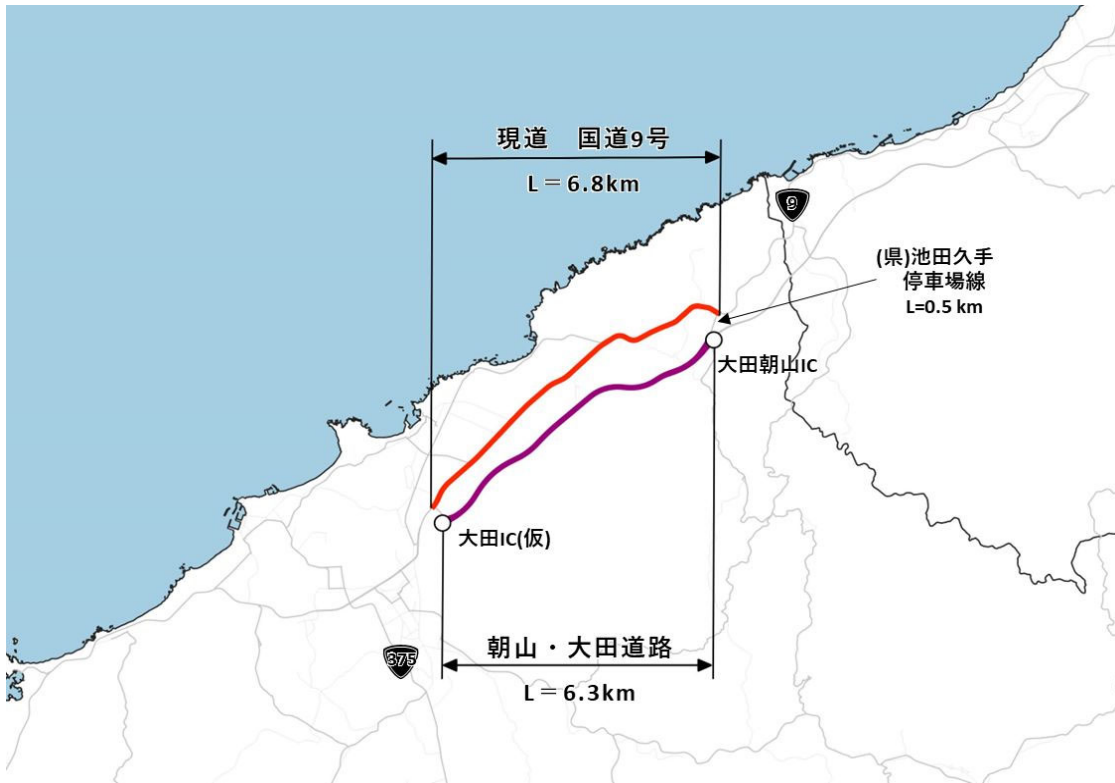 現道　国道9号
L＝6.8km
9
(県)池田久手
停車場線
L=0.5 km
大田朝山IC
大田IC(仮)
朝山・大田道路
375
L＝6.3km